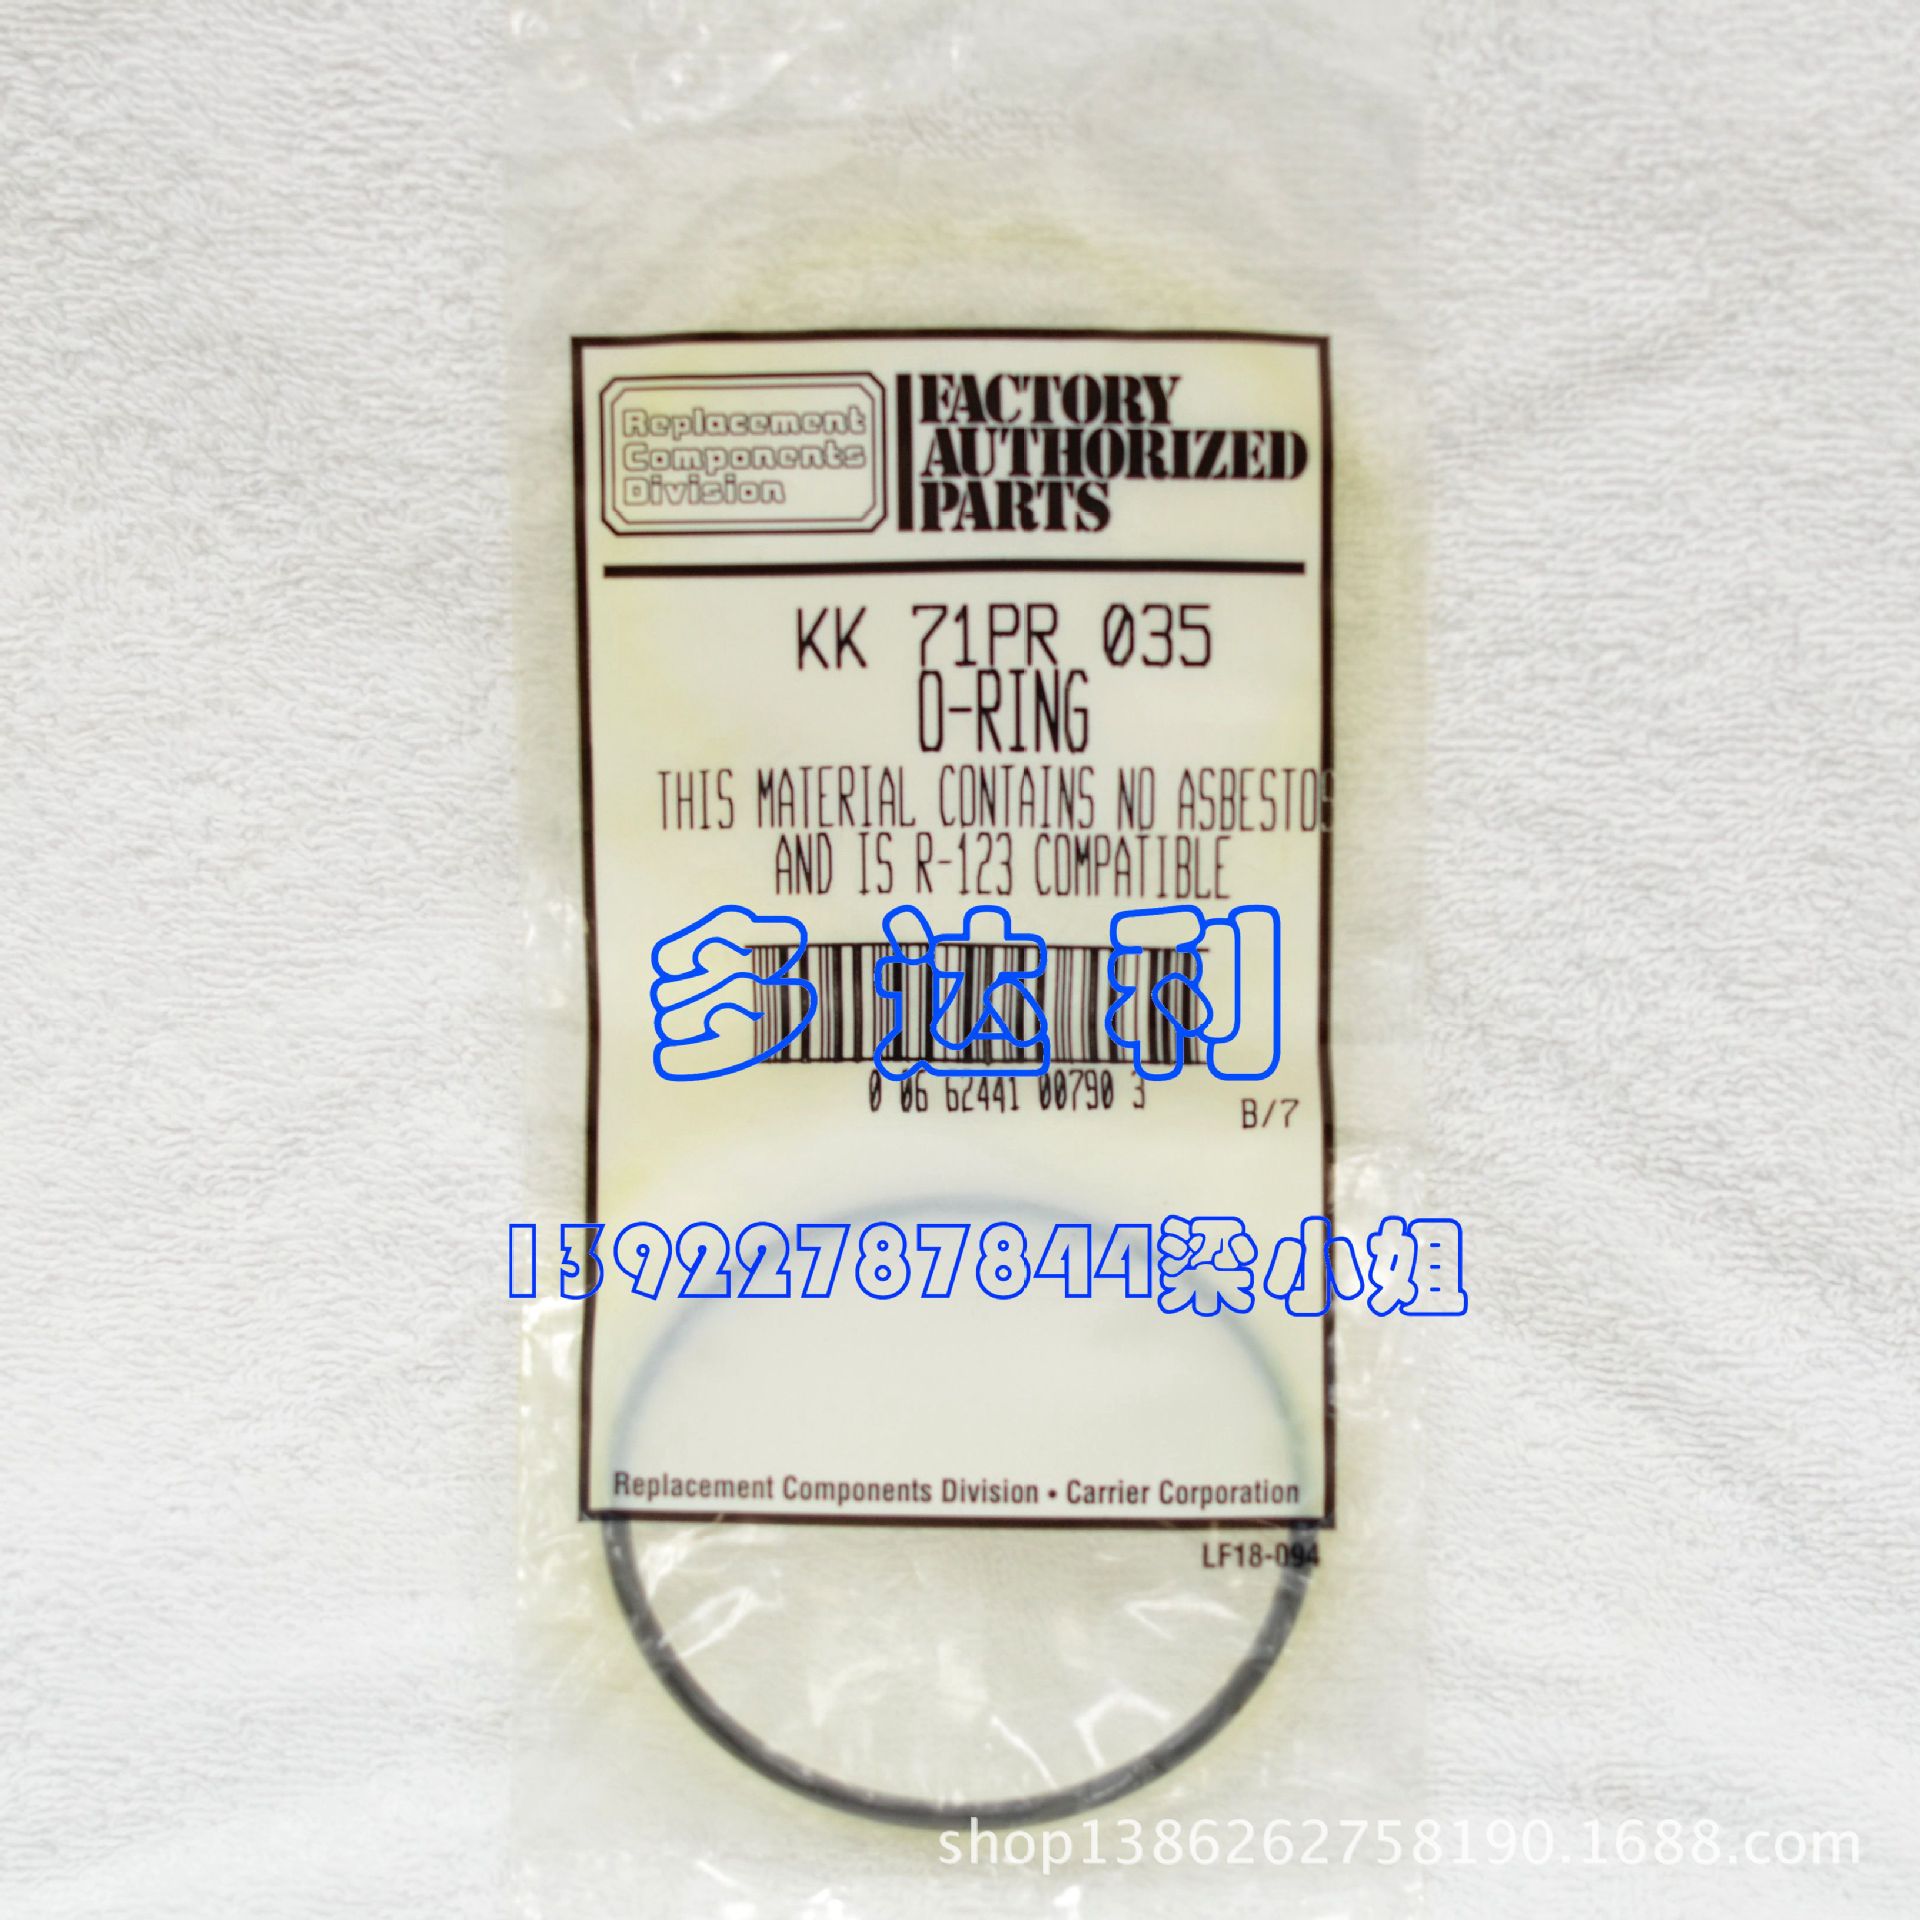 Replacement
Components
Division
FACTORY
AUTHORIZED
PARTS
KK 71PR 035
O-RING
THIS MATERIAL CONTAINS NO ASBESTOS
AND IS R-123 COMPATIBLE
多达利
0 06 62441 00790 3
B/7
13922787844梁小姐
Replacement Components Division • Carrier Corporation
LF18-094
shop1386262758190.1688.com